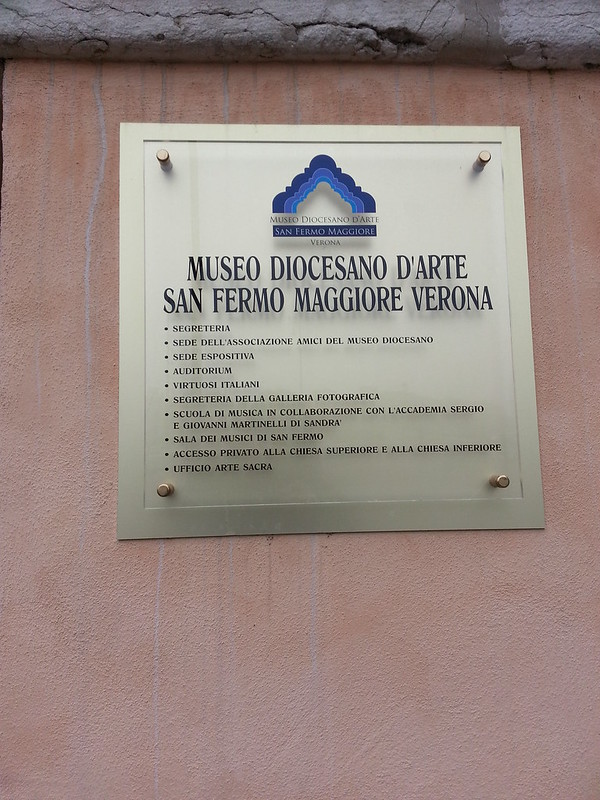 Museo Diocesano d'Arte
San Fermo Maggiore
Verona
MUSEO DIOCESANO D'ARTE
SAN FERMO MAGGIORE VERONA
• SEGRETERIA
• SEDE DELL'ASSOCIAZIONE AMICI DEL MUSEO DIOCESANO
• SEDE ESPOSITIVA
• AUDITORIUM
• VIRTUOSI ITALIANI
• SEGRETERIA DELLA GALLERIA FOTOGRAFICA
• SCUOLA DI MUSICA IN COLLABORAZIONE CON L'ACCADEMIA SERGIO
E GIOVANNI MARTINELLI DI SANDRA'
• SALA DEI MUSICI DI SAN FERMO
• ACCESSO PRIVATO ALLA CHIESA SUPERIORE E ALLA CHIESA INFERIORE
• UFFICIO ARTE SACRA